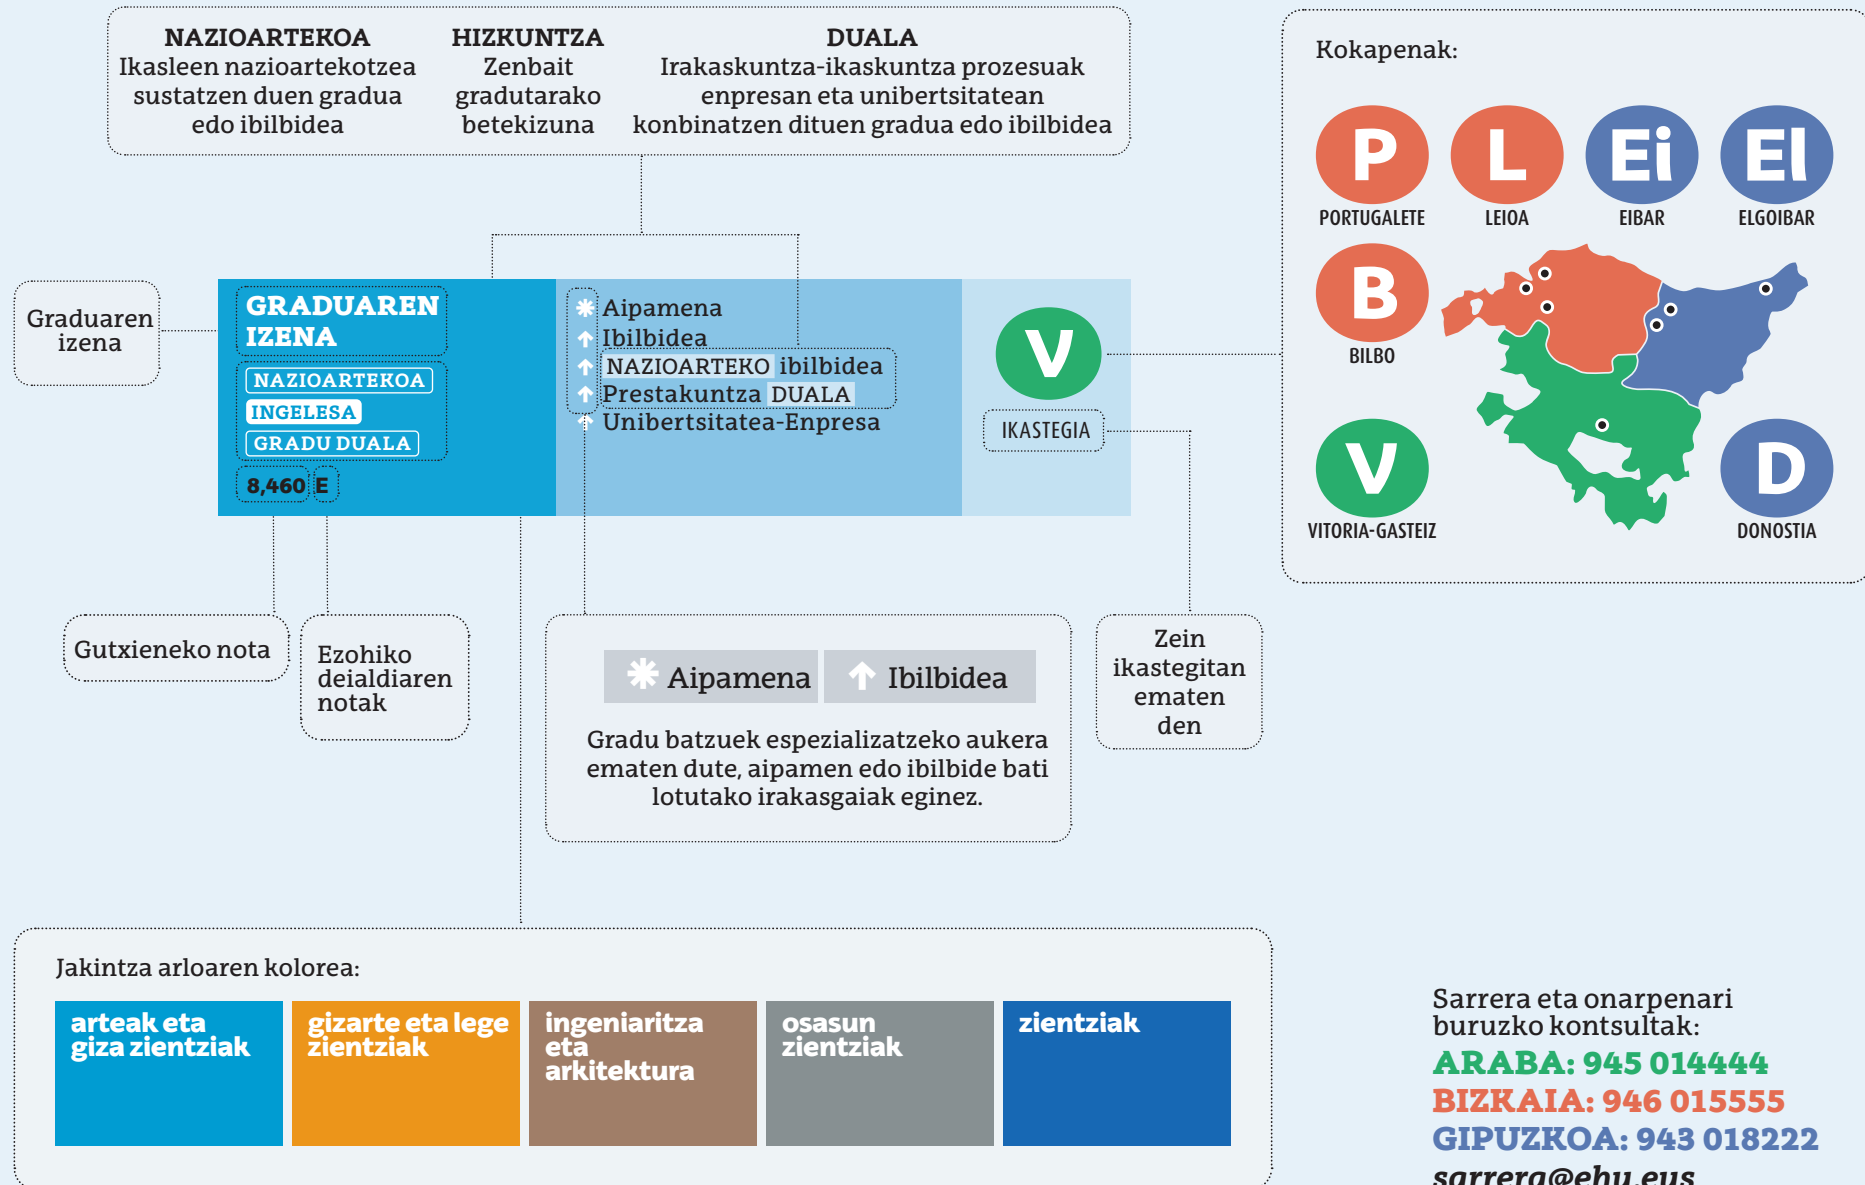 NAZIOARTEKOA
Ikasleen nazioartekotzea
sustatzen duen gradua
edo ibilbidea
HIZKUNTZA
Zenbait
gradutarako
betekizuna
DUALA
Irakaskuntza-ikaskuntza prozesuak
enpresan eta unibertsitatean
konbinatzen dituen gradua edo ibilbidea
Kokapenak:
P
PORTUGALETE
L
LEIOA
Ei
EIBAR
El
ELGOIBAR
B
BILBO
V
VITORIA-GASTEIZ
D
DONOSTIA
Graduaren
izena
GRADUAREN
IZENA
NAZIOARTEKOA
INGELESA
GRADU DUALA
8,460 E
Aipamena
Ibilbidea
NAZIOARTEKO ibilbidea
Prestakuntza DUALA
Unibertsitatea-Enpresa
V
IKASTEGIA
Gutxieneko nota
Ezohiko
deialdiaren
notak
Aipamena
Ibilbidea
Gradu batzuek espezializatzeko aukera
ematen dute, aipamen edo ibilbide bati
lotutako irakasgaiak eginez.
Zein
ikastegitan
ematen
den
Jakintza arloaren kolorea:
arteak eta
giza zientziak
gizarte eta lege
zientziak
ingeniaritza
eta
arkitektura
osasun
zientziak
zientziak
Sarrera eta onarpenari
buruzko kontsultak:
ARABA: 945 014444
BIZKAIA: 946 015555
GIPUZKOA: 943 018222
sarrera@ehu.eus